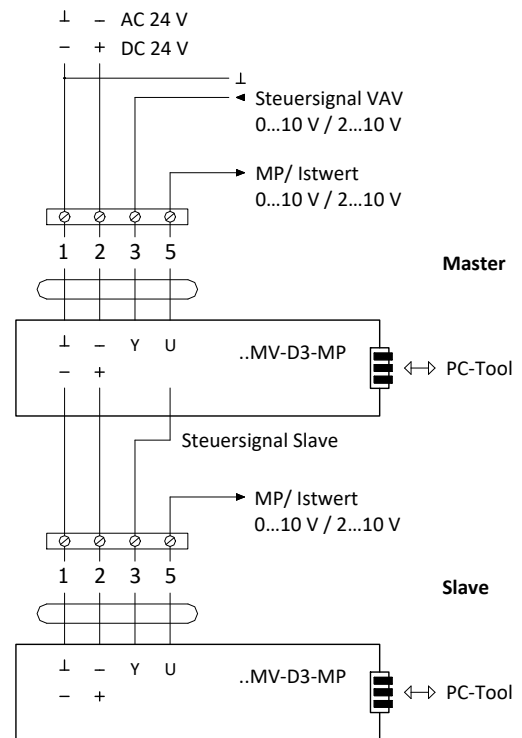 ⊥ – AC 24 V
– + DC 24 V
⊥
Steuersignal VAV
0...10 V / 2...10 V
MP/ Istwert
0...10 V / 2...10 V
1 2 3 5
Master
⊥ – Y U
– +
..MV-D3-MP
PC-Tool
Steuersignal Slave
MP/ Istwert
0...10 V / 2...10 V
1 2 3 5
Slave
⊥ – Y U
– +
..MV-D3-MP
PC-Tool